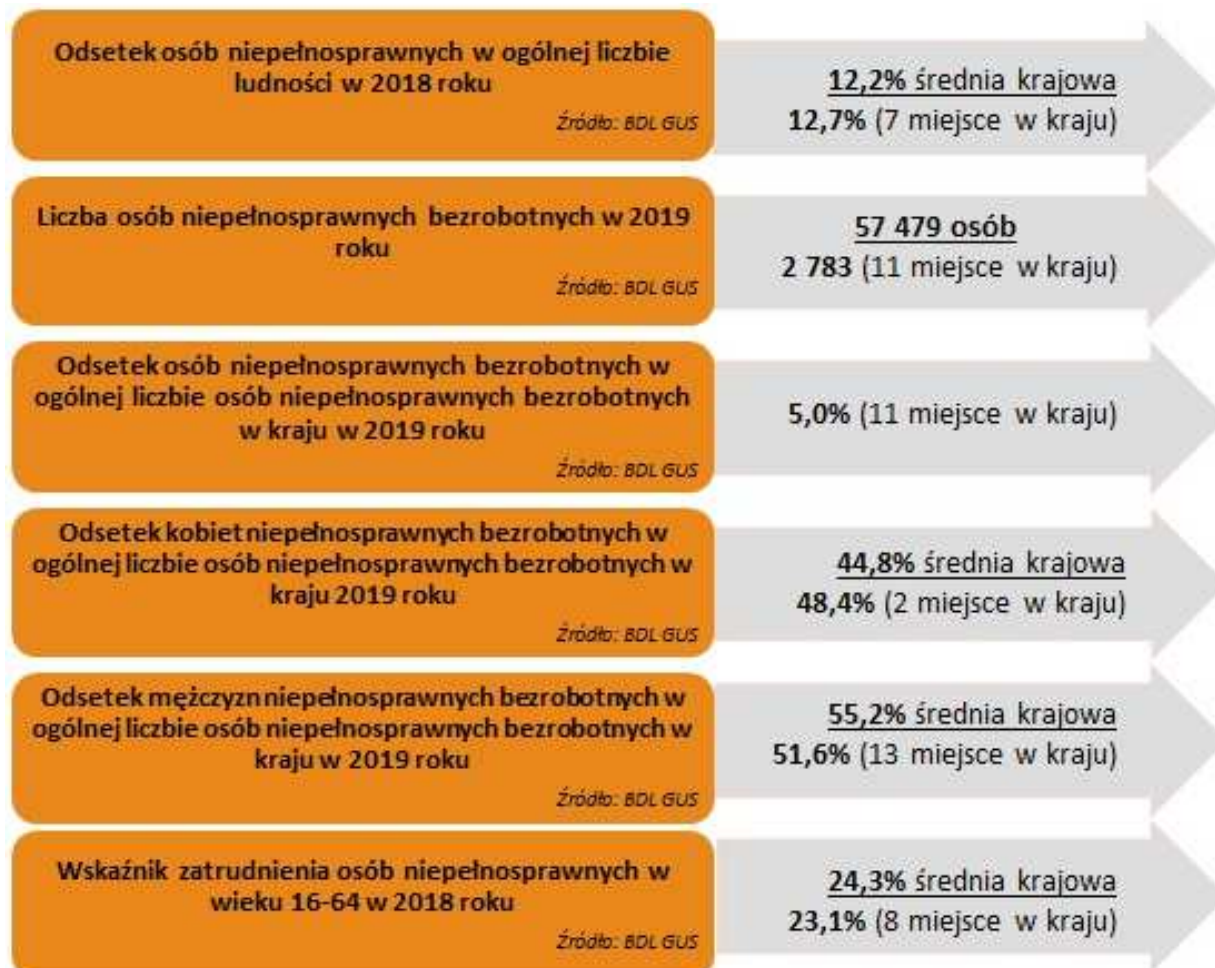 Odsetek osób niepełnosprawnych w ogólnej liczbie
ludności w 2018 roku
Źródło: BDL GUS
12,2% średnia krajowa
12,7% (7 miejsce w kraju)
Liczba osób niepełnosprawnych bezrobotnych w 2019
roku
Źródło: BDL GUS
57 479 osób
2 783 (11 miejsce w kraju)
Odsetek osób niepełnosprawnych bezrobotnych w
ogólnej liczbie osób niepełnosprawnych bezrobotnych
w kraju w 2019 roku
Źródło: BDL GUS
5,0% (11 miejsce w kraju)
Odsetek kobiet niepełnosprawnych bezrobotnych w
ogólnej liczbie osób niepełnosprawnych bezrobotnych w
kraju 2019 roku
Źródło: BDL GUS
44,8% średnia krajowa
48,4% (2 miejsce w kraju)
Odsetek mężczyzn niepełnosprawnych bezrobotnych w
ogólnej liczbie osób niepełnosprawnych bezrobotnych w
kraju w 2019 roku
Źródło: BDL GUS
55,2% średnia krajowa
51,6% (13 miejsce w kraju)
Wskaźnik zatrudnienia osób niepełnosprawnych w
wieku 16-64 w 2018 roku
Źródło: BDL GUS
24,3% średnia krajowa
23,1% (8 miejsce w kraju)